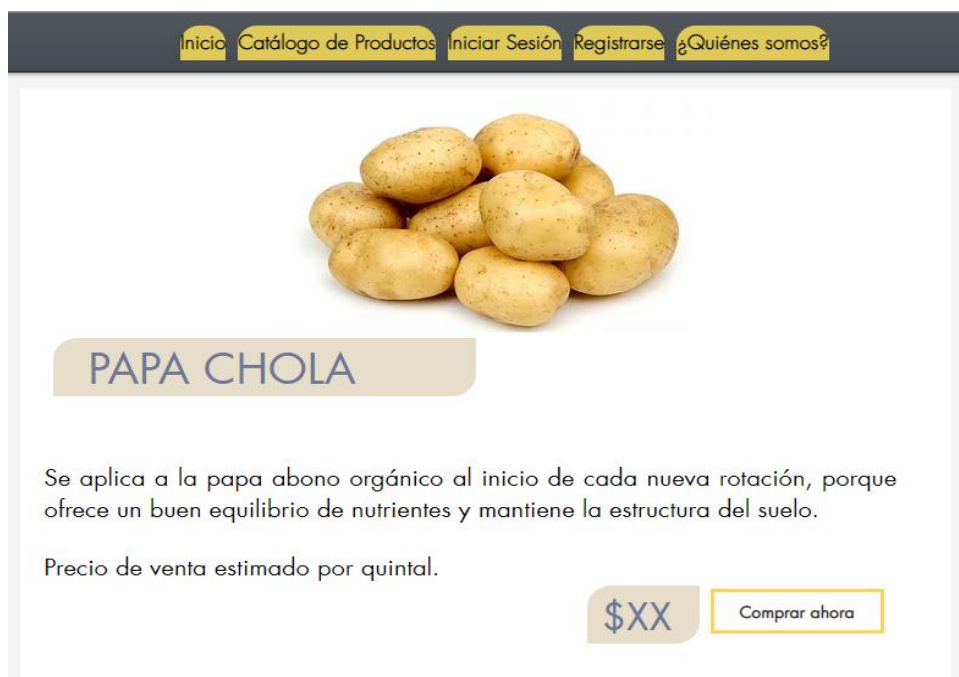 Inicio Catálogo de Productos Iniciar Sesión Registrarse ¿Quiénes somos?
PAPA CHOLA
Se aplica a la papa abono orgánico al inicio de cada nueva rotación, porque
ofrece un buen equilibrio de nutrientes y mantiene la estructura del suelo.
Precio de venta estimado por quintal.
$XX Comprar ahora